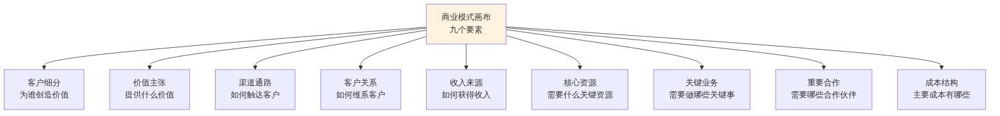 商业模式画布
九个要素
客户细分
为谁创造价值
价值主张
提供什么价值
渠道通路
如何触达客户
客户关系
如何维系客户
收入来源
如何获得收入
核心资源
需要什么关键资源
关键业务
需要做哪些关键事
重要合作
需要哪些合作伙伴
成本结构
主要成本有哪些